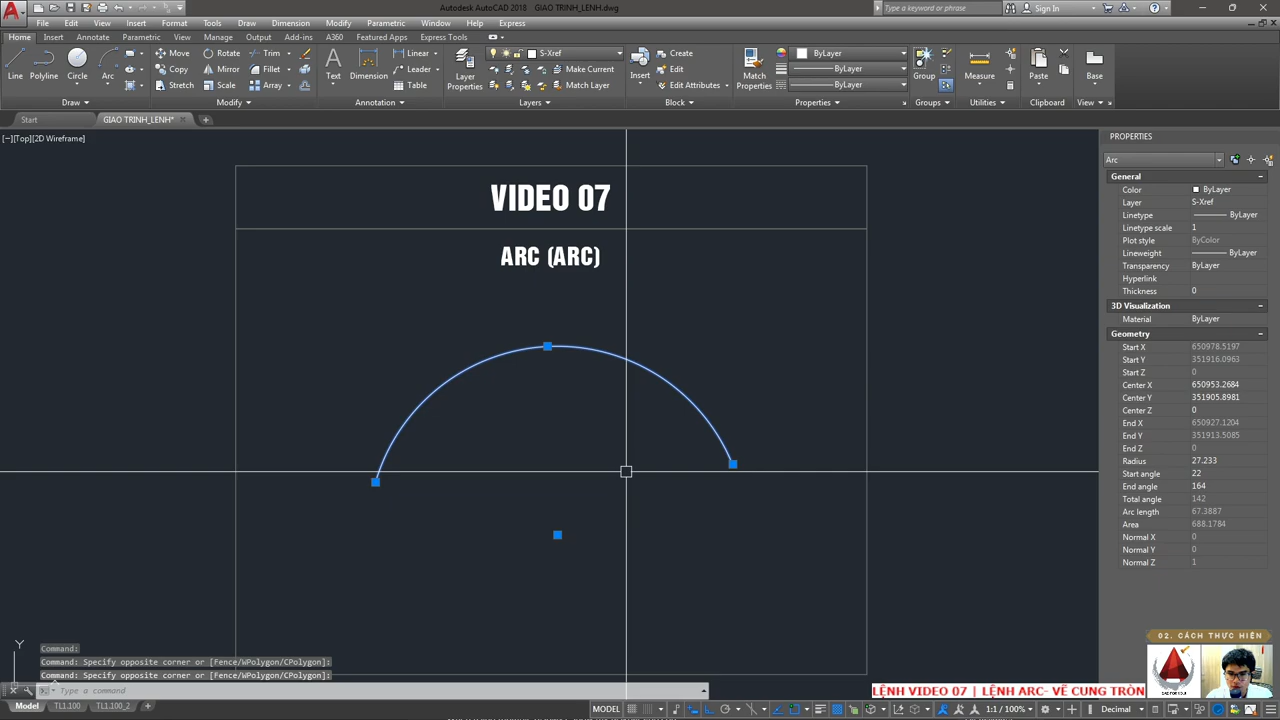 Autodesk AutoCAD 2018 GIAO TRINH_LENH.dwg
Type a keyword or phrase
Sign In
File Edit View Insert Format Tools Draw Dimension Modify Parametric Window Help Express
Home Insert Annotate Parametric View Manage Output Add-ins A360 Featured Apps Express Tools
Line Polyline Circle Arc
Draw
Move Rotate Trim
Copy Mirror Fillet
Stretch Scale Array
Modify
Text Dimension
Linear
Leader
Table
Annotation
Layer Properties
S-Xref
Make Current
Match Layer
Layers
Insert
Create
Edit
Edit Attributes
Block
Match Properties
ByLayer
ByLayer
ByLayer
Properties
Group
Groups
Measure
Utilities
Paste
Clipboard
Base
View
Start GIAO TRINH_LENH*
[−][Top][2D Wireframe]
VIDEO 07
ARC (ARC)
PROPERTIES
Arc
General
Color ByLayer
Layer S-Xref
Linetype ByLayer
Linetype scale 1
Plot style ByColor
Lineweight ByLayer
Transparency ByLayer
Hyperlink
Thickness 0
3D Visualization
Material ByLayer
Geometry
Start X 650978.5197
Start Y 351916.0963
Start Z 0
Center X 650953.2684
Center Y 351905.8981
Center Z 0
End X 650927.1204
End Y 351913.5085
End Z 0
Radius 27.233
Start angle 22
End angle 164
Total angle 142
Arc length 67.3887
Area 688.1784
Normal X 0
Normal Y 0
Normal Z 1
Y
Command:
Command: Specify opposite corner or [Fence/WPolygon/CPolygon]:
Command: Specify opposite corner or [Fence/WPolygon/CPolygon]:
Type a command
02. CÁCH THỰC HIỆN
LỆNH VIDEO 07 | LỆNH ARC- VẼ CUNG TRÒN
Model TL1.100 TL1.100_2
MODEL
1:1 / 100%
Decimal